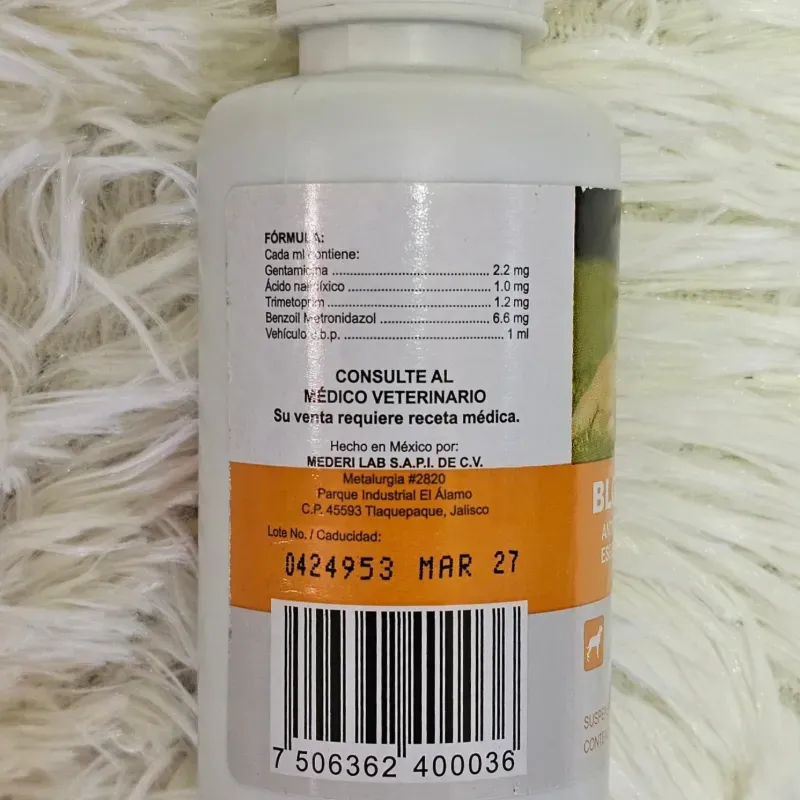 FÓRMULA:
Cada ml contiene:
Gentamicina 2.2 mg
Ácido nalidíxico 1.0 mg
Trimetoprim 1.2 mg
Benzoil Metronidazol 6.6 mg
Vehículo c.b.p. 1 ml
CONSULTE AL
MÉDICO VETERINARIO
Su venta requiere receta médica.
Hecho en México por:
MEDERI LAB S.A.P.I. DE C.V.
Metalurgia #2820
Parque Industrial El Álamo
C.P. 45593 Tlaquepaque, Jalisco
Lote No. / Caducidad:
0424953 MAR 27
7 506362 400036